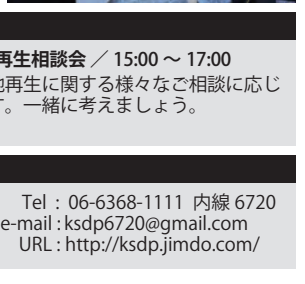 再生相談会／15:00～17:00
再生に関する様々なご相談に応じ
。一緒に考えましょう。
Tel：06-6368-1111 内線 6720
e-mail : ksdp6720@gmail.com
URL : http://ksdp.jimdo.com/